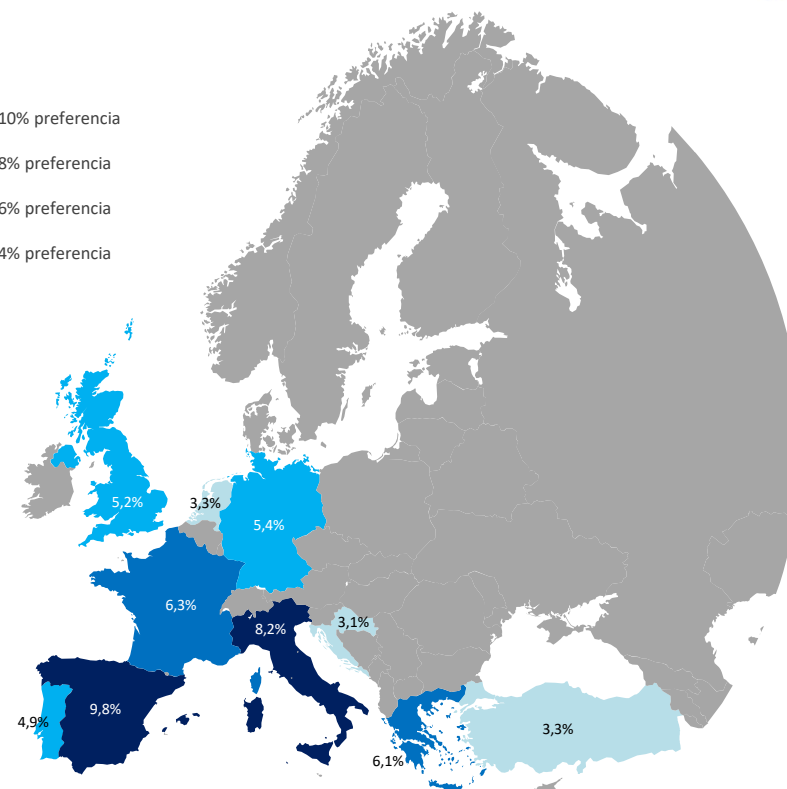 10% preferencia
8% preferencia
6% preferencia
4% preferencia
5,2%
3,3%
5,4%
6,3%
8,2%
3,1%
9,8%
4,9%
3,3%
6,1%